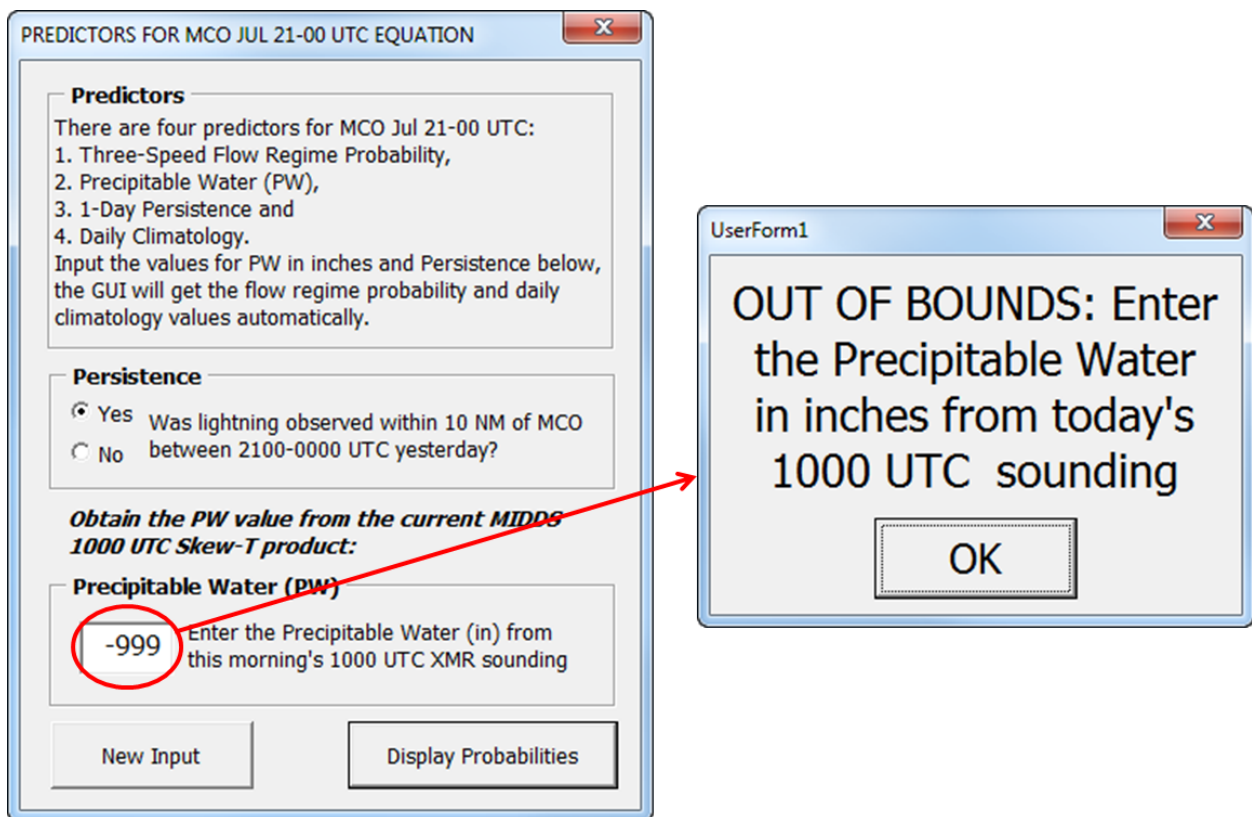 PREDICTORS FOR MCO JUL 21-00 UTC EQUATION
Predictors
There are four predictors for MCO Jul 21-00 UTC:
1. Three-Speed Flow Regime Probability,
2. Precipitable Water (PW),
3. 1-Day Persistence and
4. Daily Climatology.
Input the values for PW in inches and Persistence below,
the GUI will get the flow regime probability and daily
climatology values automatically.
Persistence
Yes
No
Was lightning observed within 10 NM of MCO
between 2100-0000 UTC yesterday?
Obtain the PW value from the current MIDDS
1000 UTC Skew-T product:
Precipitable Water (PW)
-999
Enter the Precipitable Water (in) from
this morning's 1000 UTC XMR sounding
New Input
Display Probabilities
UserForm1
OUT OF BOUNDS: Enter
the Precipitable Water
in inches from today's
1000 UTC  sounding
OK